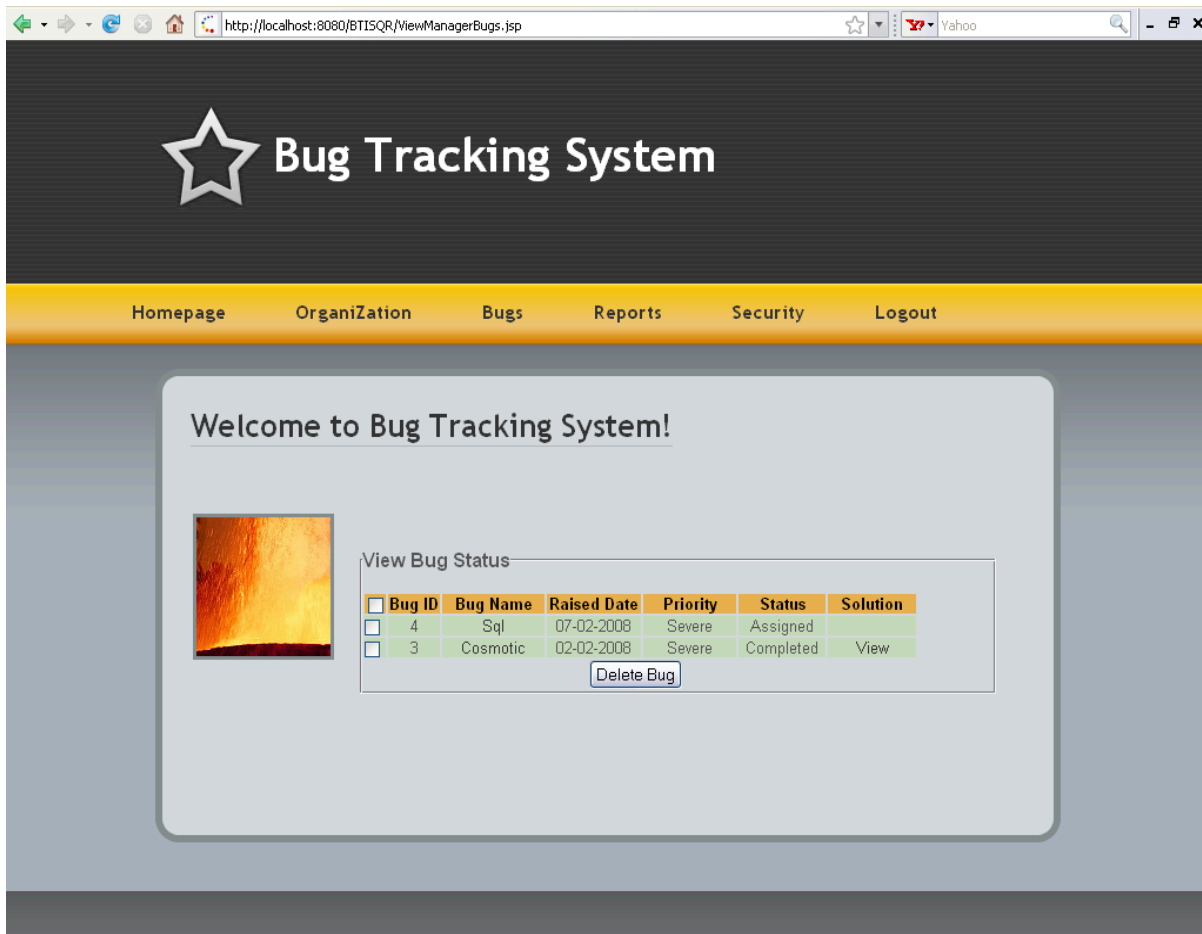 http://localhost:8080/BTISQR/ViewManagerBugs.jsp Yahoo
Bug Tracking System
Homepage OrganiZation Bugs Reports Security Logout
Welcome to Bug Tracking System!
View Bug Status
Bug ID Bug Name Raised Date Priority Status Solution
4 Sql 07-02-2008 Severe Assigned
3 Cosmotic 02-02-2008 Severe Completed View
Delete Bug